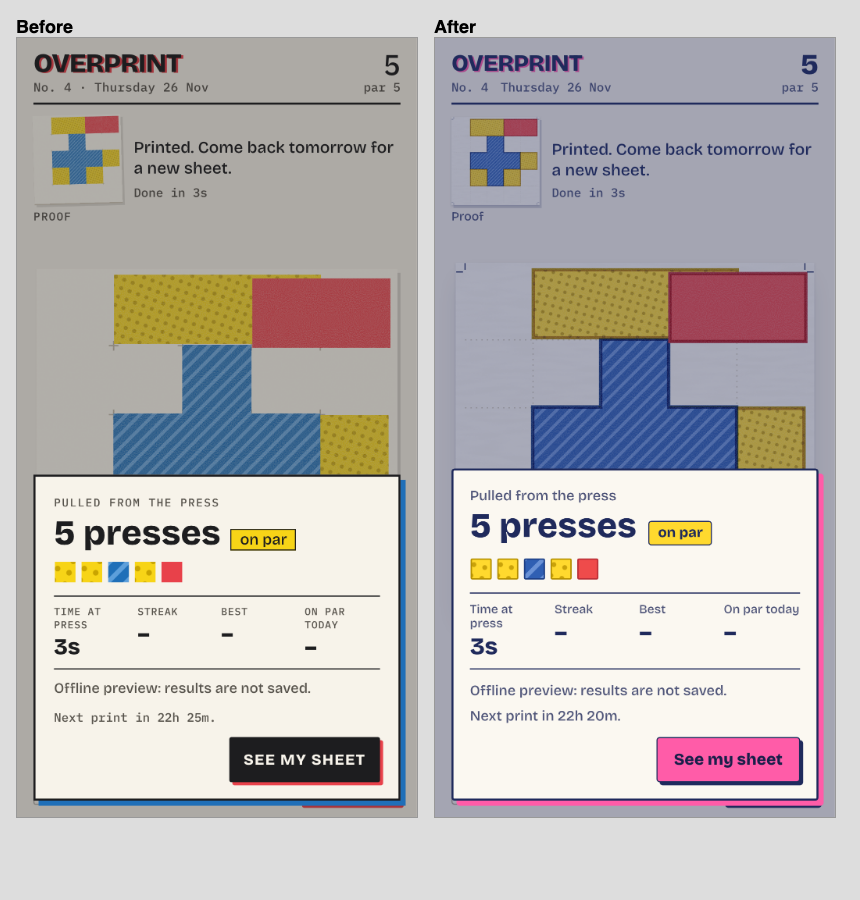 Before
OVERPRINT
5
No. 4 · Thursday 26 Nov
par 5
Printed. Come back tomorrow for
a new sheet.
Done in 3s
PROOF
PULLED FROM THE PRESS
5 presses
on par
TIME AT
PRESS
3s
STREAK
–
BEST
–
ON PAR
TODAY
–
Offline preview: results are not saved.
Next print in 22h 25m.
SEE MY SHEET
After
OVERPRINT
5
No. 4 Thursday 26 Nov
par 5
Printed. Come back tomorrow for
a new sheet.
Done in 3s
Proof
Pulled from the press
5 presses
on par
Time at
press
3s
Streak
–
Best
–
On par today
–
Offline preview: results are not saved.
Next print in 22h 20m.
See my sheet